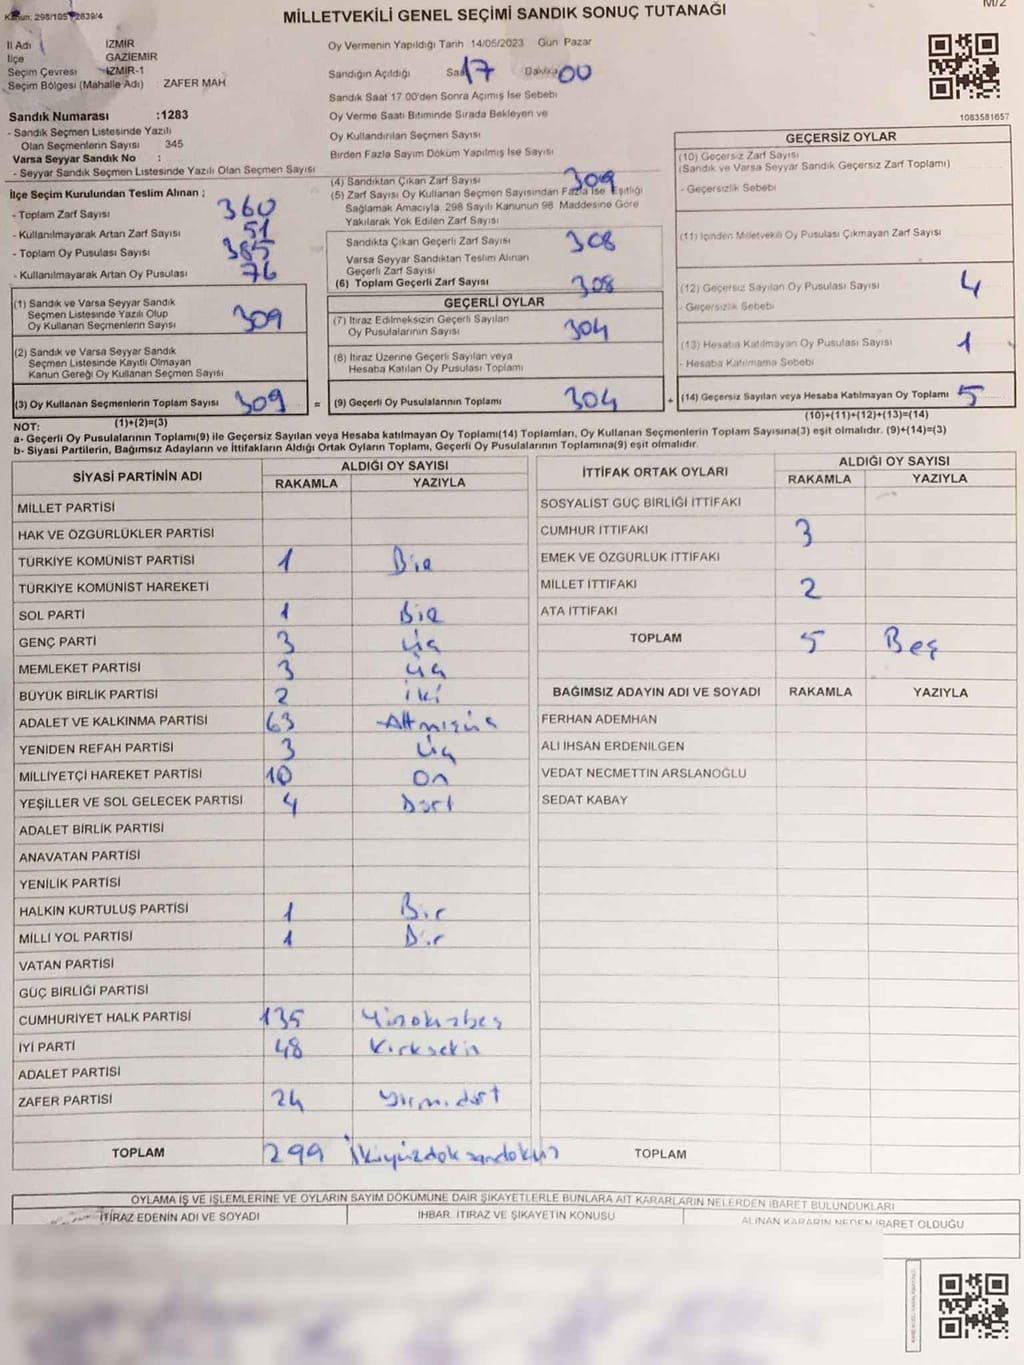 Kanun: 298/105 2839/4
MİLLETVEKİLİ GENEL SEÇİMİ SANDIK SONUÇ TUTANAĞI
M/2
İl Adı İZMİR
İlçe GAZİEMİR
Seçim Çevresi İZMİR-1
Seçim Bölgesi (Mahalle Adı) ZAFER MAH
Sandık Numarası :1283
- Sandık Seçmen Listesinde Yazılı
Olan Seçmenlerin Sayısı 345
Varsa Seyyar Sandık No :
- Seyyar Sandık Seçmen Listesinde Yazılı Olan Seçmen Sayısı
Oy Vermenin Yapıldığı Tarih 14/05/2023 Gün Pazar
Sandığın Açıldığı Saat 17 Dakika 00
Sandık Saat 17 00'den Sonra Açımış İse Sebebi
Oy Verme Saati Bitiminde Sırada Bekleyen ve
Oy Kullandırılan Seçmen Sayısı
Birden Fazla Sayım Döküm Yapılmış İse Sayısı
1083581657
İlçe Seçim Kurulundan Teslim Alınan ;
- Toplam Zarf Sayısı 360
- Kullanılmayarak Artan Zarf Sayısı 51
- Toplam Oy Pusulası Sayısı 385
- Kullanılmayarak Artan Oy Pusulası 76
(4) Sandıktan Çıkan Zarf Sayısı 309
(5) Zarf Sayısı Oy Kullanan Seçmen Sayısından Fazla İse Eşitliği
Sağlamak Amacıyla, 298 Sayılı Kanunun 98 Maddesine Göre
Yakılarak Yok Edilen Zarf Sayısı
Sandıkta Çıkan Geçerli Zarf Sayısı 308
Varsa Seyyar Sandıktan Teslim Alınan
Geçerli Zarf Sayısı
(6) Toplam Geçerli Zarf Sayısı 308
GEÇERSİZ OYLAR
(10) Geçersiz Zarf Sayısı
(Sandık ve Varsa Seyyar Sandık Geçersiz Zarf Toplamı)
- Geçersizlik Sebebi
(11) İçinden Milletvekili Oy Pusulası Çıkmayan Zarf Sayısı
(12) Geçersiz Sayılan Oy Pusulası Sayısı 4
- Geçersizlik Sebebi
(13) Hesaba Katılmayan Oy Pusulası Sayısı 1
- Hesaba Katılmama Sebebi
(1) Sandık ve Varsa Seyyar Sandık
Seçmen Listesinde Yazılı Olup
Oy Kullanan Seçmenlerin Sayısı 309
(2) Sandık ve Varsa Seyyar Sandık
Seçmen Listesinde Kayıtlı Olmayan
Kanun Gereği Oy Kullanan Seçmen Sayısı
GEÇERLİ OYLAR
(7) İtiraz Edilmeksizin Geçerli Sayılan
Oy Pusulalarının Sayısı 304
(8) İtiraz Üzerine Geçerli Sayılan veya
Hesaba Katılan Oy Pusulası Toplamı
(3) Oy Kullanan Seçmenlerin Toplam Sayısı 309 = (9) Geçerli Oy Pusulalarının Toplamı 304 + (14) Geçersiz Sayılan veya Hesaba Katılmayan Oy Toplamı 5
NOT: (1)+(2)=(3) (10)+(11)+(12)+(13)=(14)
a- Geçerli Oy Pusulalarının Toplamı(9) ile Geçersiz Sayılan veya Hesaba katılmayan Oy Toplamı(14) Toplamları, Oy Kullanan Seçmenlerin Toplam Sayısına(3) eşit olmalıdır. (9)+(14)=(3)
b- Siyasi Partilerin, Bağımsız Adayların ve İttifakların Aldığı Ortak Oyların Toplamı, Geçerli Oy Pusulalarının Toplamına(9) eşit olmalıdır.
SİYASİ PARTİNİN ADI ALDIĞI OY SAYISI
RAKAMLA YAZIYLA
MİLLET PARTİSİ
HAK VE ÖZGÜRLÜKLER PARTİSİ
TÜRKİYE KOMÜNİST PARTİSİ 1 Bir
TÜRKİYE KOMÜNİST HAREKETİ
SOL PARTİ 1 Bir
GENÇ PARTİ 3 Üç
MEMLEKET PARTİSİ 3 Üç
BÜYÜK BİRLİK PARTİSİ 2 iki
ADALET VE KALKINMA PARTİSİ 63 Altmışüç
YENİDEN REFAH PARTİSİ 3 Üç
MİLLİYETÇİ HAREKET PARTİSİ 10 On
YEŞİLLER VE SOL GELECEK PARTİSİ 4 Dört
ADALET BİRLİK PARTİSİ
ANAVATAN PARTİSİ
YENİLİK PARTİSİ
HALKIN KURTULUŞ PARTİSİ 1 Bir
MİLLİ YOL PARTİSİ 1 Bir
VATAN PARTİSİ
GÜÇ BİRLİĞİ PARTİSİ
CUMHURİYET HALK PARTİSİ 135 Yüzotuzbeş
İYİ PARTİ 48 Kırksekiz
ADALET PARTİSİ
ZAFER PARTİSİ 24 Yirmidört
TOPLAM 299 İkiyüzdoksandokuz
İTTİFAK ORTAK OYLARI ALDIĞI OY SAYISI
RAKAMLA YAZIYLA
SOSYALİST GÜÇ BİRLİĞİ İTTİFAKI
CUMHUR İTTİFAKI 3
EMEK VE ÖZGÜRLÜK İTTİFAKI
MİLLET İTTİFAKI 2
ATA İTTİFAKI
TOPLAM 5 Beş
BAĞIMSIZ ADAYIN ADI VE SOYADI RAKAMLA YAZIYLA
FERHAN ADEMHAN
ALİ İHSAN ERDENİLGEN
VEDAT NECMETTİN ARSLANOĞLU
SEDAT KABAY
TOPLAM
OYLAMA İŞ VE İŞLEMLERİNE VE OYLARIN SAYIM DÖKÜMÜNE DAİR ŞİKAYETLERLE BUNLARA AİT KARARLARIN NELERDEN İBARET BULUNDUKLARI
İTİRAZ EDENİN ADI VE SOYADI İHBAR, İTİRAZ VE ŞİKAYETİN KONUSU ALINAN KARARIN NEDEN İBARET OLDUĞU